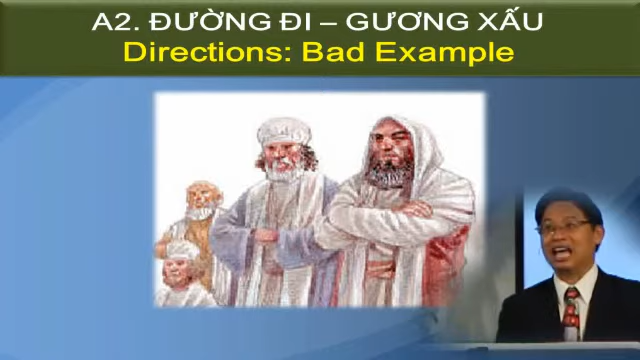 A2. ĐƯỜNG ĐI – GƯƠNG XẤU
Directions: Bad Example